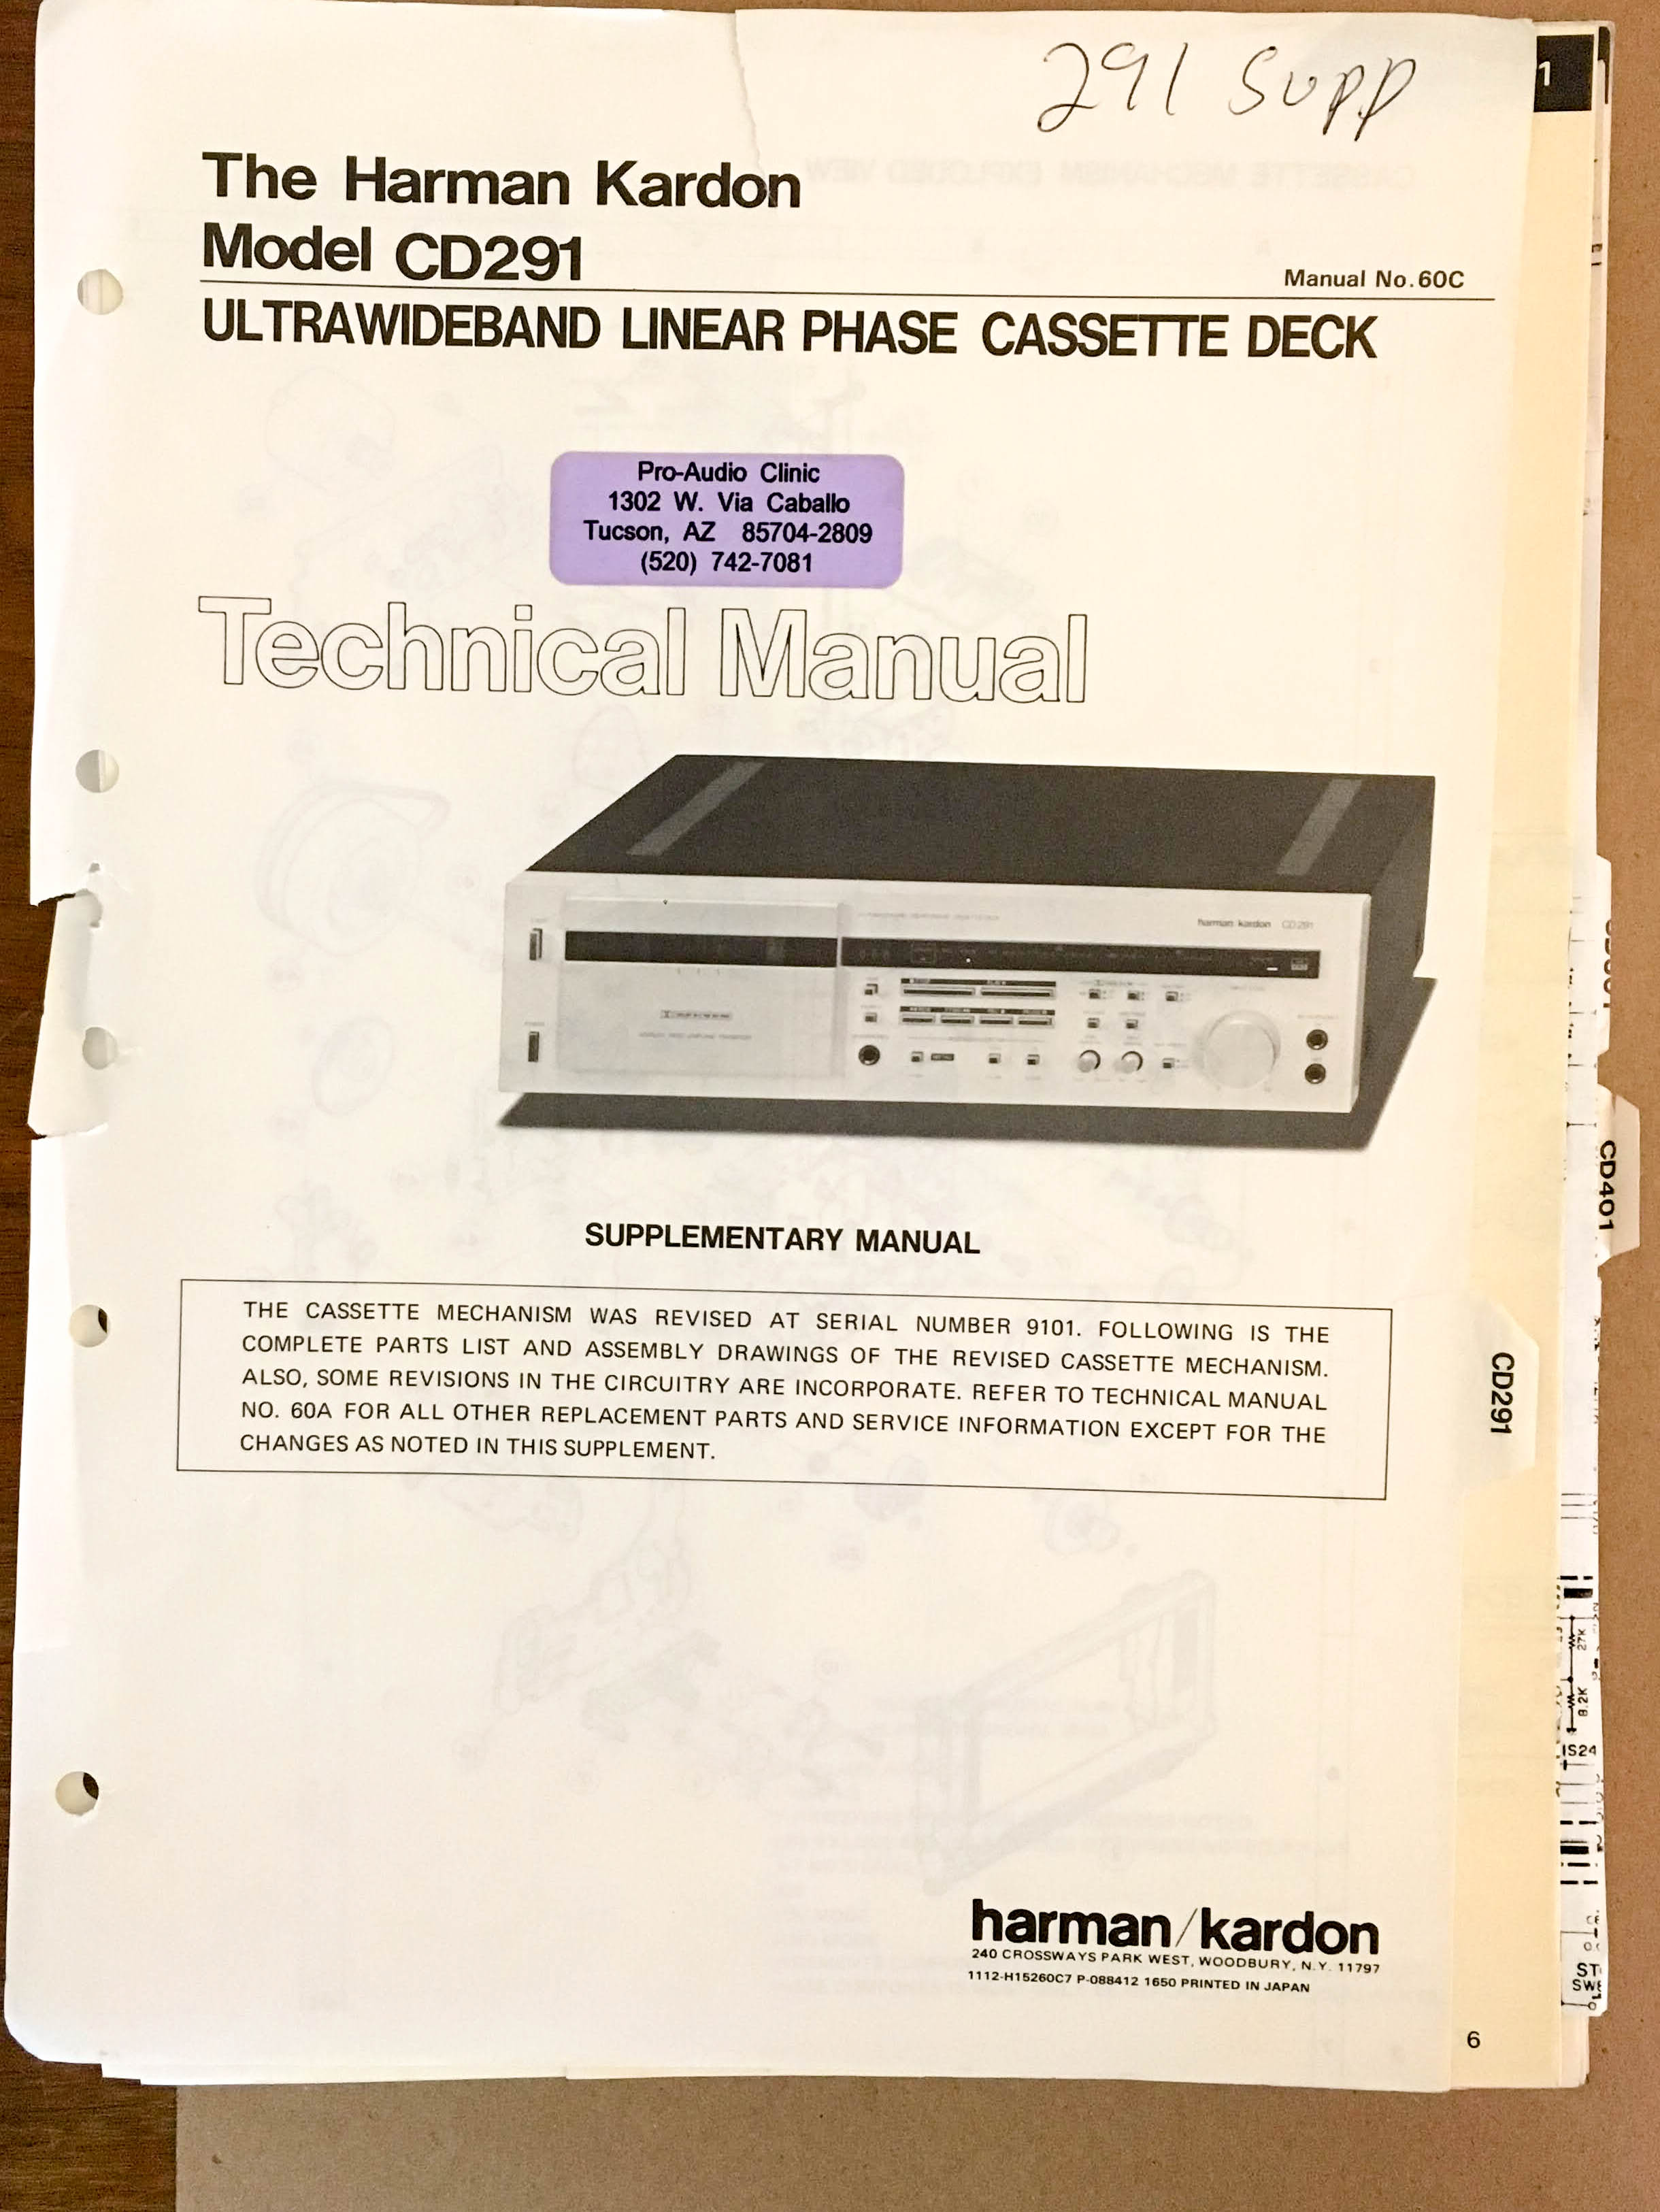 291 Supp
1
The Harman Kardon
Model CD291
Manual No.60C
ULTRAWIDEBAND LINEAR PHASE CASSETTE DECK
Pro-Audio Clinic
1302 W. Via Caballo
Tucson, AZ 85704-2809
(520) 742-7081
Technical Manual
harman kardon CD291
SUPPLEMENTARY MANUAL
THE CASSETTE MECHANISM WAS REVISED AT SERIAL NUMBER 9101. FOLLOWING IS THE
COMPLETE PARTS LIST AND ASSEMBLY DRAWINGS OF THE REVISED CASSETTE MECHANISM.
ALSO, SOME REVISIONS IN THE CIRCUITRY ARE INCORPORATE. REFER TO TECHNICAL MANUAL
NO. 60A FOR ALL OTHER REPLACEMENT PARTS AND SERVICE INFORMATION EXCEPT FOR THE
CHANGES AS NOTED IN THIS SUPPLEMENT.
harman/kardon
240 CROSSWAYS PARK WEST, WOODBURY, N.Y. 11797
1112-H15260C7 P-088412 1650 PRINTED IN JAPAN
CD401
CD291
27K
8.2K
IS24
6